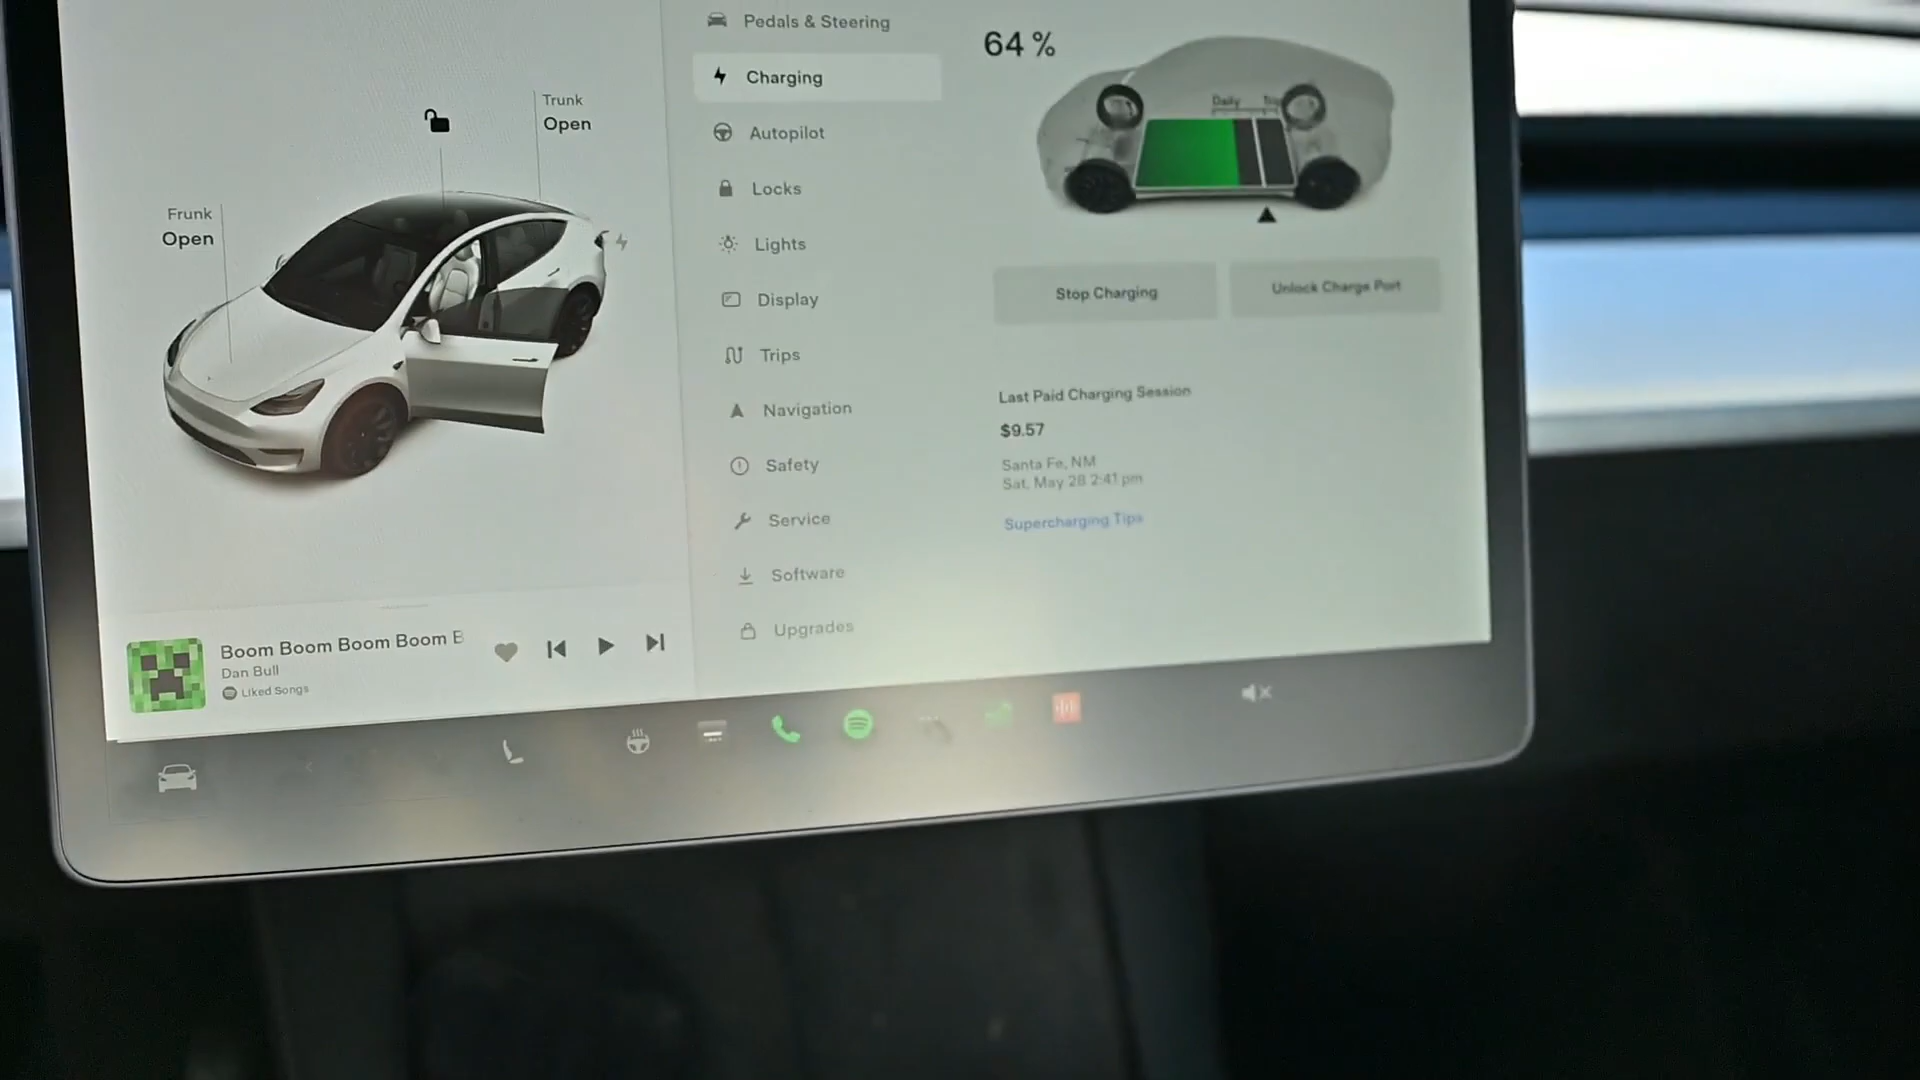 Trunk
Open
Frunk
Open
Boom Boom Boom Boom B
Dan Bull
Liked Songs
Pedals & Steering
Charging
Autopilot
Locks
Lights
Display
Trips
Navigation
Safety
Service
Software
Upgrades
64 %
Daily
Stop Charging
Unlock Charge Port
Last Paid Charging Session
$9.57
Santa Fe, NM
Sat, May 28 2:41 pm
Supercharging Tips